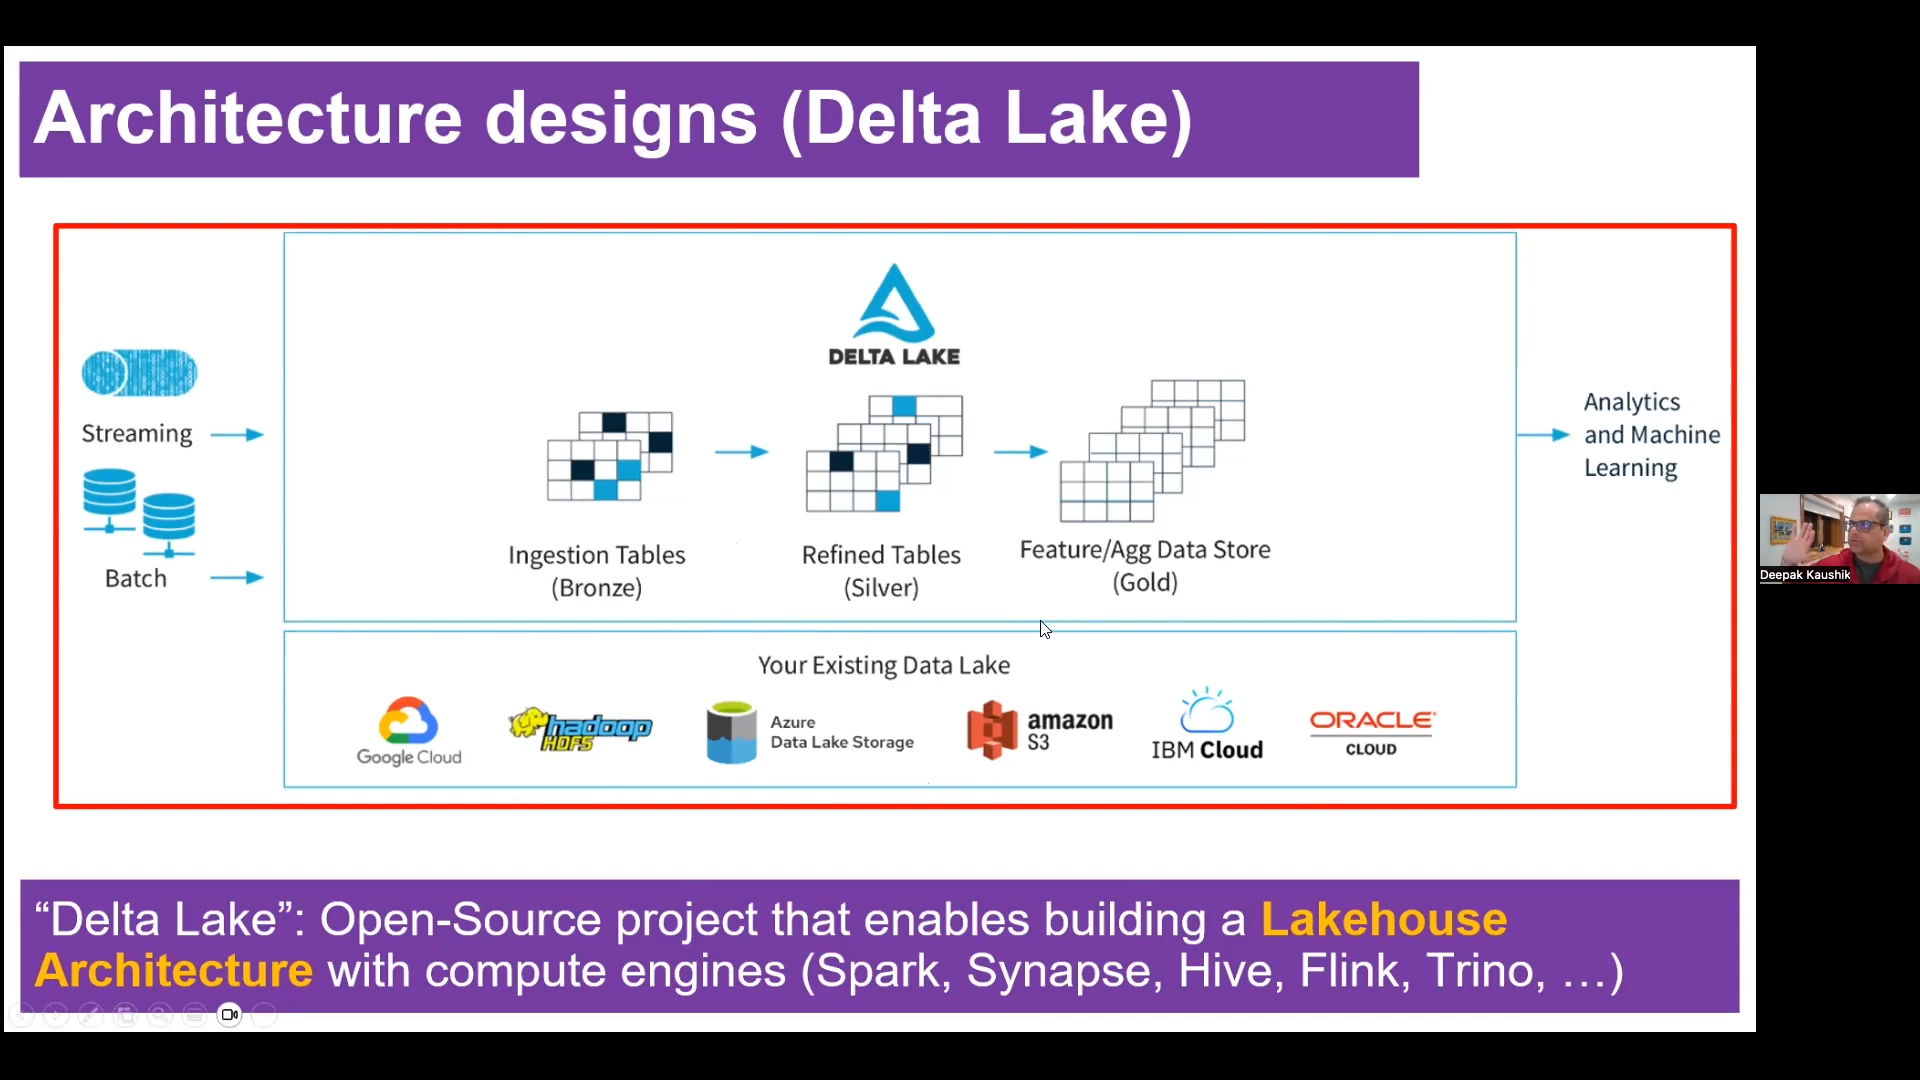 Architecture designs (Delta Lake)
DELTA LAKE
Streaming
Batch
Ingestion Tables
(Bronze)
Refined Tables
(Silver)
Feature/Agg Data Store
(Gold)
Analytics
and Machine
Learning
Your Existing Data Lake
Google Cloud
hadoop
HDFS
Azure
Data Lake Storage
amazon
S3
IBM Cloud
ORACLE
CLOUD
Deepak Kaushik
“Delta Lake”: Open-Source project that enables building a Lakehouse
Architecture with compute engines (Spark, Synapse, Hive, Flink, Trino, …)